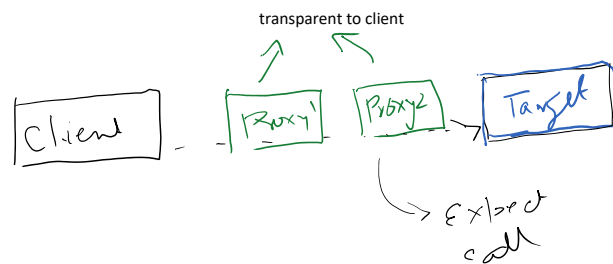 transparent to client
Client
Proxy1
Proxy2
Target
Expect
call